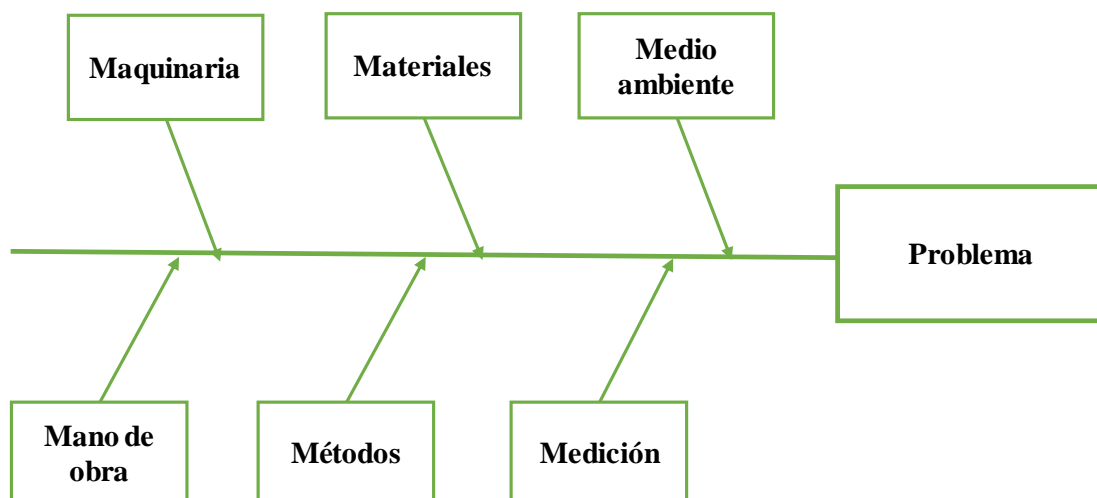 Maquinaria
Materiales
Medio
ambiente
Problema
Mano de
obra
Métodos
Medición